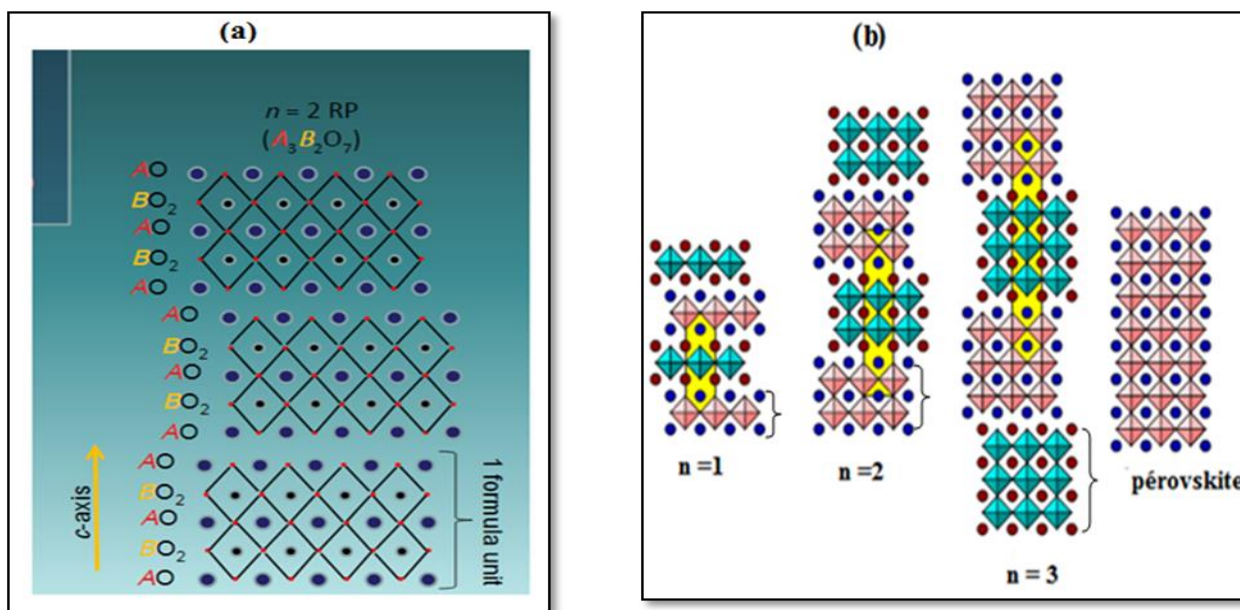 (a)
n = 2 RP
(A₃B₂O₇)
AO
BO₂
AO
BO₂
AO
AO
BO₂
AO
BO₂
AO
AO
BO₂
AO
BO₂
AO
c-axis
1 formula unit
(b)
n =1
n =2
n = 3
pérovskite